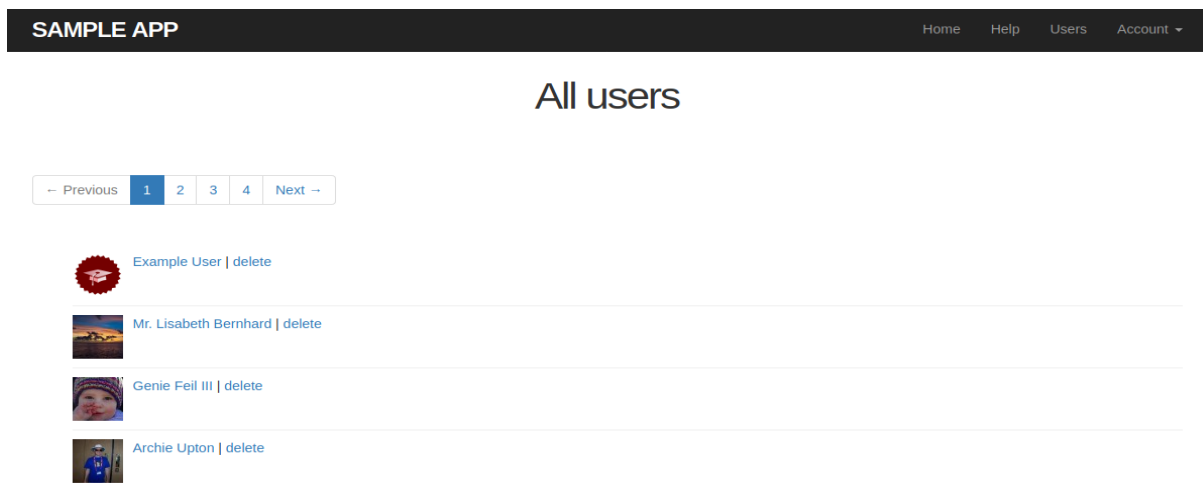 SAMPLE APP Home Help Users Account
All users
← Previous 1 2 3 4 Next →
Example User | delete
Mr. Lisabeth Bernhard | delete
Genie Feil III | delete
Archie Upton | delete